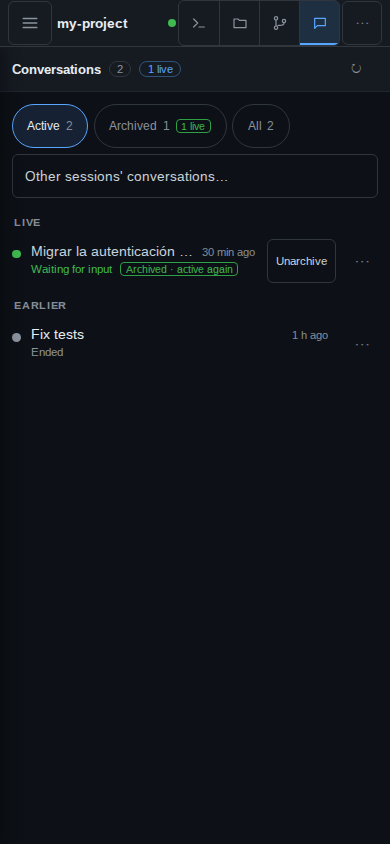 my-project ···
Conversations 2 1 live
Active 2 Archived 1 1 live All 2
Other sessions' conversations…
LIVE
Migrar la autenticación … 30 min ago
Waiting for input Archived · active again
Unarchive ···
EARLIER
Fix tests 1 h ago
Ended ···